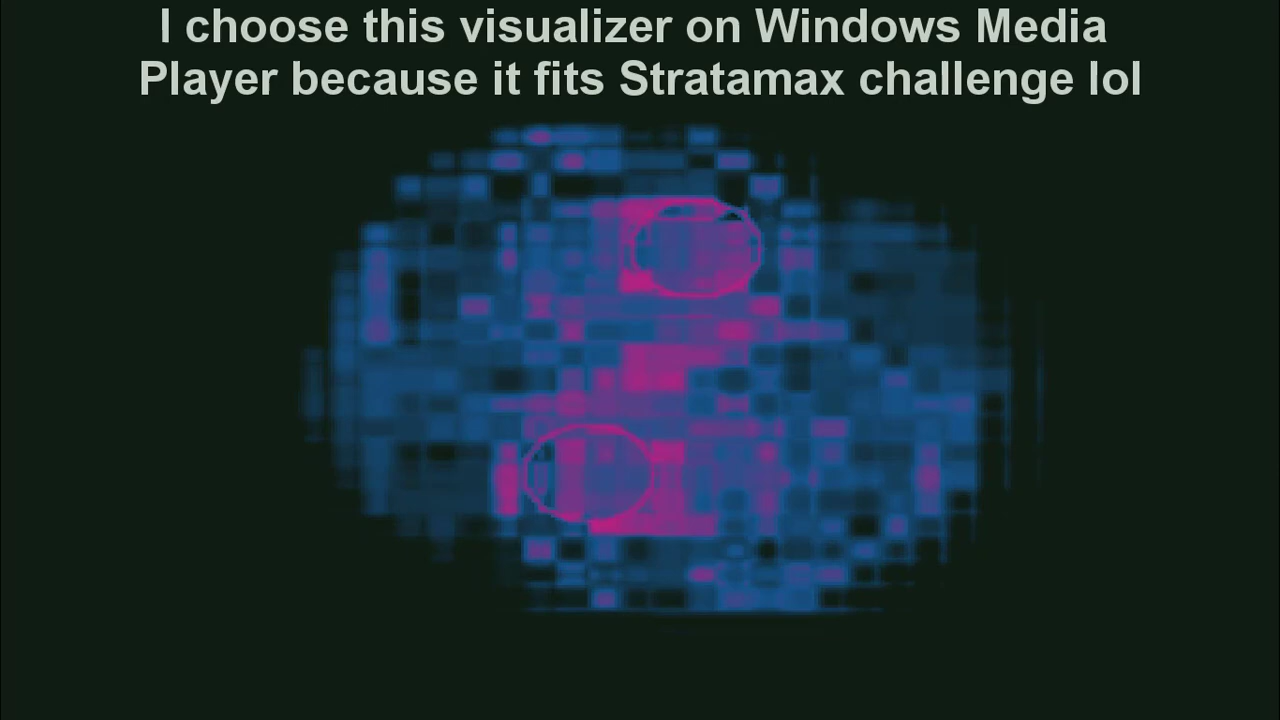 I choose this visualizer on Windows Media
Player because it fits Stratamax challenge lol